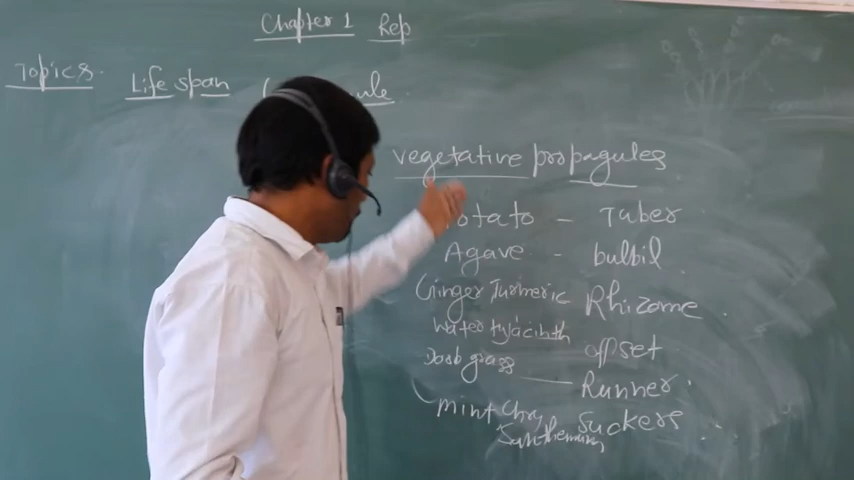 Chapter 1 Rep
Topics. Life span
vegetative propagules
otato - Tuber
Agave - bulbil
Ginger Turmeric Rhizome
water hyacinth offset
Doob grass — Runner
mint Chry Suckers